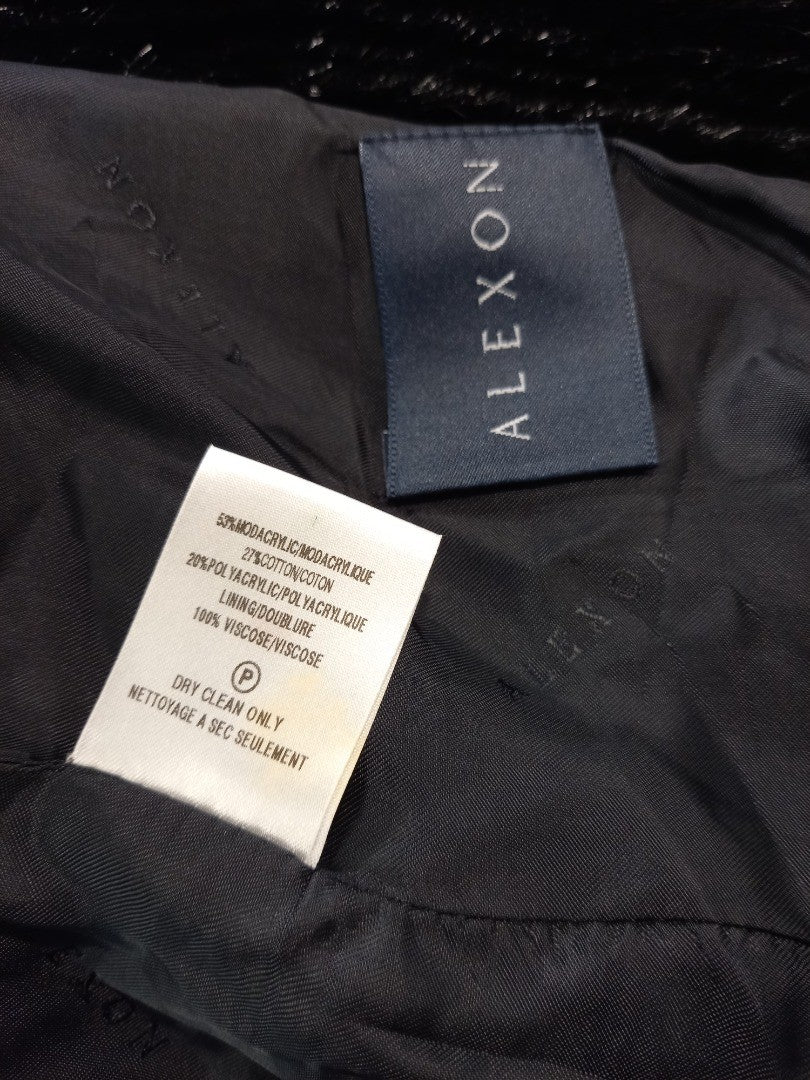 ALEXON
ALEXON
53%MODACRYLIC/MODACRYLIQUE
27%COTTON/COTON
20%POLYACRYLIC/POLYACRYLIQUE
LINING/DOUBLURE
100% VISCOSE/VISCOSE
P
DRY CLEAN ONLY
NETTOYAGE A SEC SEULEMENT
ALEXON